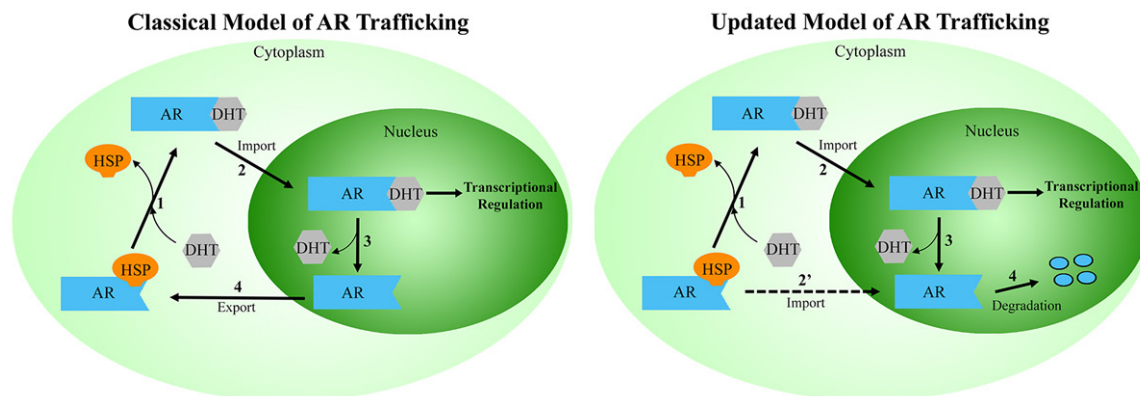 Classical Model of AR Trafficking
Cytoplasm
AR
DHT
Nucleus
HSP
Import
2
AR
DHT
Transcriptional
Regulation
1
DHT
DHT
3
HSP
AR
4
Export
AR
Updated Model of AR Trafficking
Cytoplasm
AR
DHT
Nucleus
HSP
Import
2
AR
DHT
Transcriptional
Regulation
1
DHT
DHT
3
HSP
AR
2’
Import
AR
4
Degradation